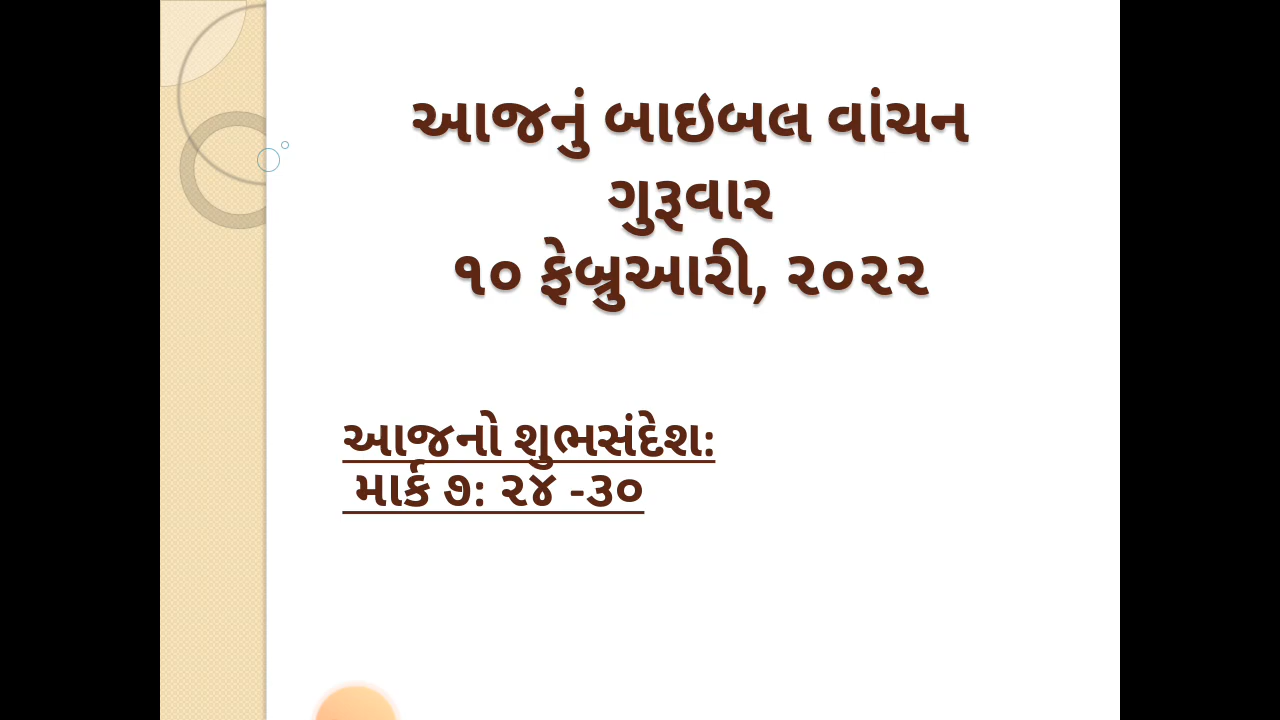 આજનું બાઇબલ વાંચન
ગુરૂવાર
૧૦ ફેબ્રુઆરી, ૨૦૨૨
આજનો શુભસંદેશ:
માર્ક ૭: ૨૪ -૩૦